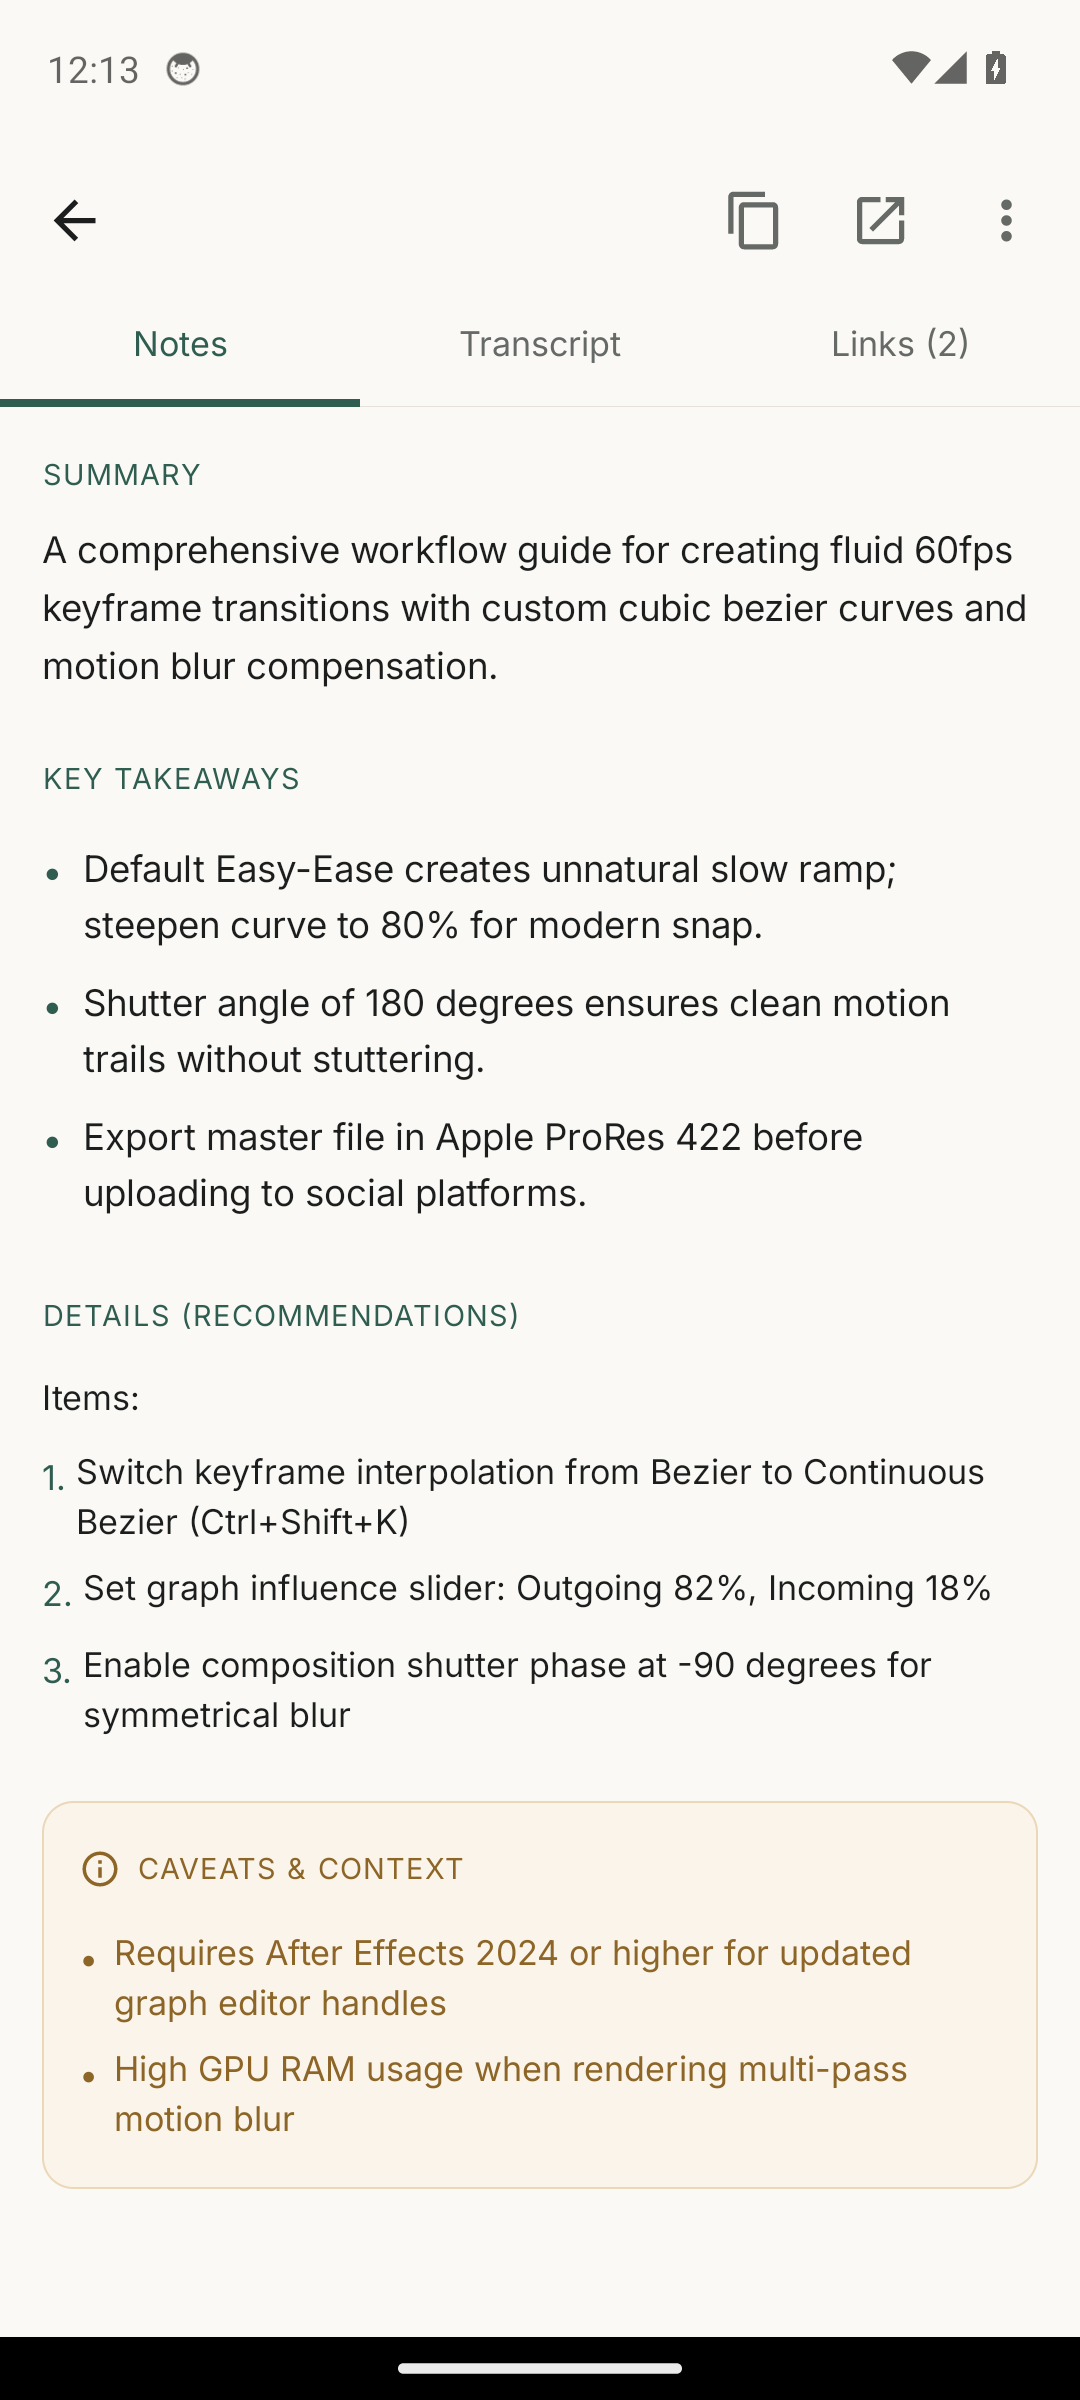 12:13
Notes
Transcript
Links (2)
SUMMARY
A comprehensive workflow guide for creating fluid 60fps
keyframe transitions with custom cubic bezier curves and
motion blur compensation.
KEY TAKEAWAYS
• Default Easy-Ease creates unnatural slow ramp;
steepen curve to 80% for modern snap.
• Shutter angle of 180 degrees ensures clean motion
trails without stuttering.
• Export master file in Apple ProRes 422 before
uploading to social platforms.
DETAILS (RECOMMENDATIONS)
Items:
1. Switch keyframe interpolation from Bezier to Continuous
Bezier (Ctrl+Shift+K)
2. Set graph influence slider: Outgoing 82%, Incoming 18%
3. Enable composition shutter phase at -90 degrees for
symmetrical blur
CAVEATS & CONTEXT
• Requires After Effects 2024 or higher for updated
graph editor handles
• High GPU RAM usage when rendering multi-pass
motion blur